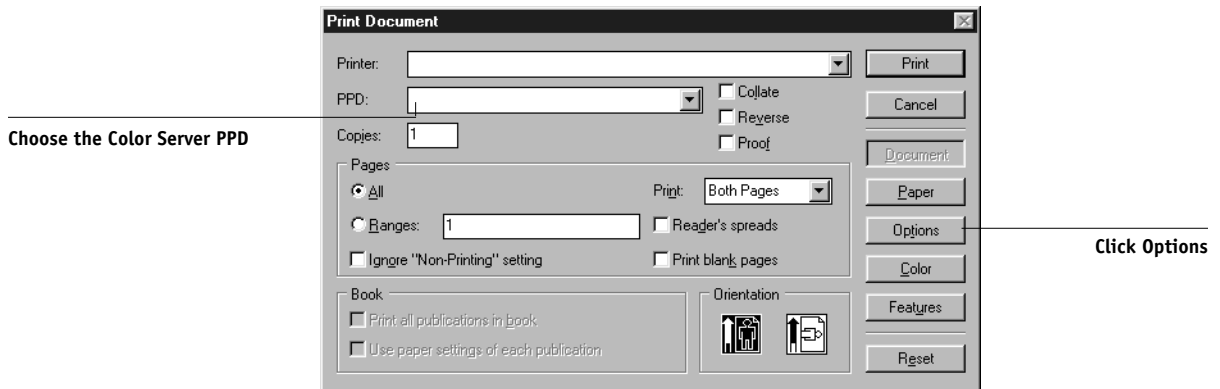 Print Document
Printer:
Print
PPD:
Collate
Cancel
Reverse
Choose the Color Server PPD
Copies: 1
Proof
Document
Pages
All
Print: Both Pages
Paper
Ranges: 1
Reader's spreads
Options
Click Options
Ignore "Non-Printing" setting
Print blank pages
Color
Book
Orientation
Features
Print all publications in book
Use paper settings of each publication
Reset